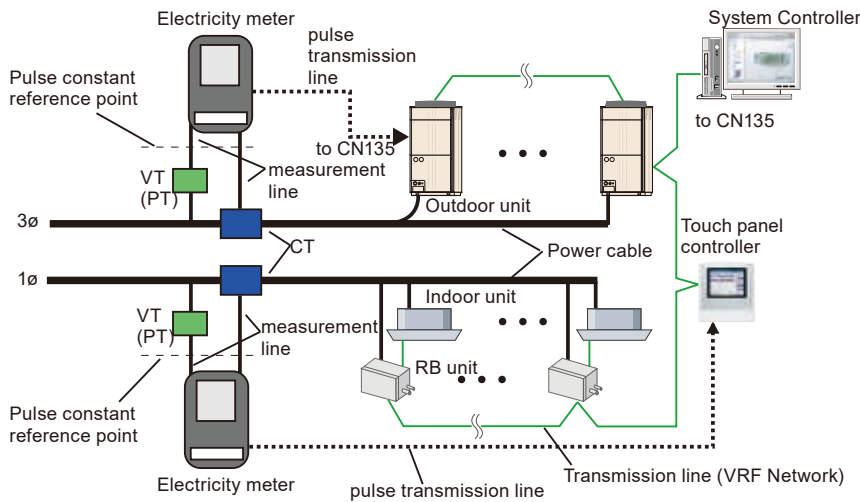 Electricity meter
System Controller
pulse
transmission
line
Pulse constant
reference point
to CN135
to CN135
measurement
line
VT
(PT)
Outdoor unit
3ø
Touch panel
controller
CT
Power cable
1ø
Indoor unit
VT
(PT)
measurement
line
RB unit
Pulse constant
reference point
Transmission line (VRF Network)
Electricity meter
pulse transmission line